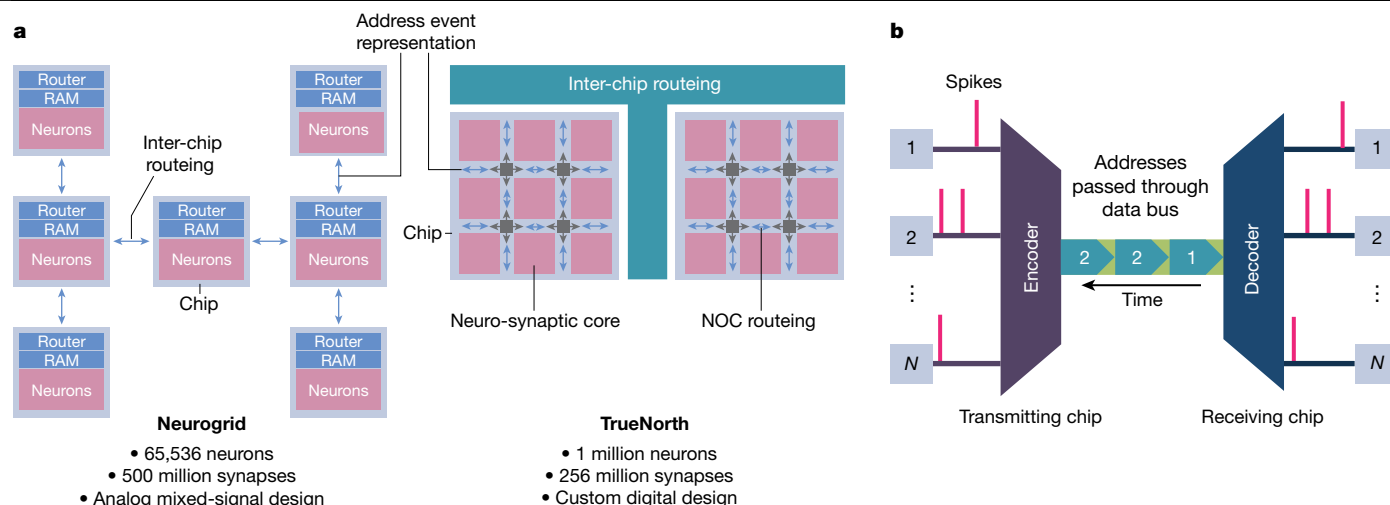 a
Address event
representation
Router
RAM
Neurons
Router
RAM
Neurons
Inter-chip
routeing
Router
RAM
Neurons
Router
RAM
Neurons
Router
RAM
Neurons
Chip
Router
RAM
Neurons
Router
RAM
Neurons
Inter-chip routeing
Chip
Neuro-synaptic core
NOC routeing
Neurogrid
• 65,536 neurons
• 500 million synapses
• Analog mixed-signal design
TrueNorth
• 1 million neurons
• 256 million synapses
• Custom digital design
b
Spikes
1
2
⋮
N
Encoder
Addresses
passed through
data bus
2 2 1
Time
Decoder
1
2
⋮
N
Transmitting chip
Receiving chip